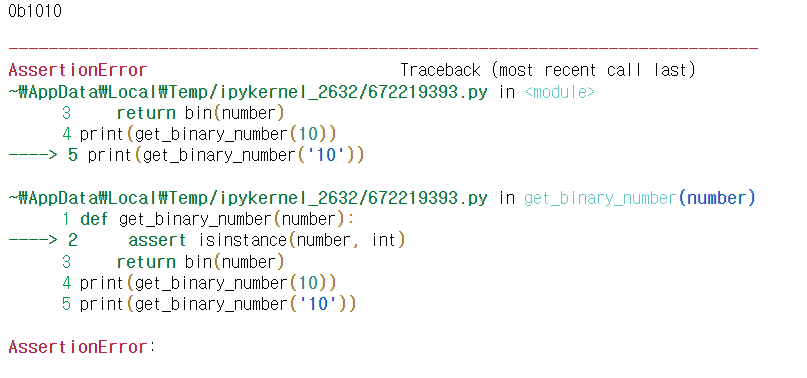 0b1010
---------------------------------------------------------------------------
AssertionError                            Traceback (most recent call last)
~\AppData\Local\Temp/ipykernel_2632/672219393.py in <module>
      3     return bin(number)
      4 print(get_binary_number(10))
----> 5 print(get_binary_number('10'))
~\AppData\Local\Temp/ipykernel_2632/672219393.py in get_binary_number(number)
      1 def get_binary_number(number):
----> 2     assert isinstance(number, int)
      3     return bin(number)
      4 print(get_binary_number(10))
      5 print(get_binary_number('10'))
AssertionError: